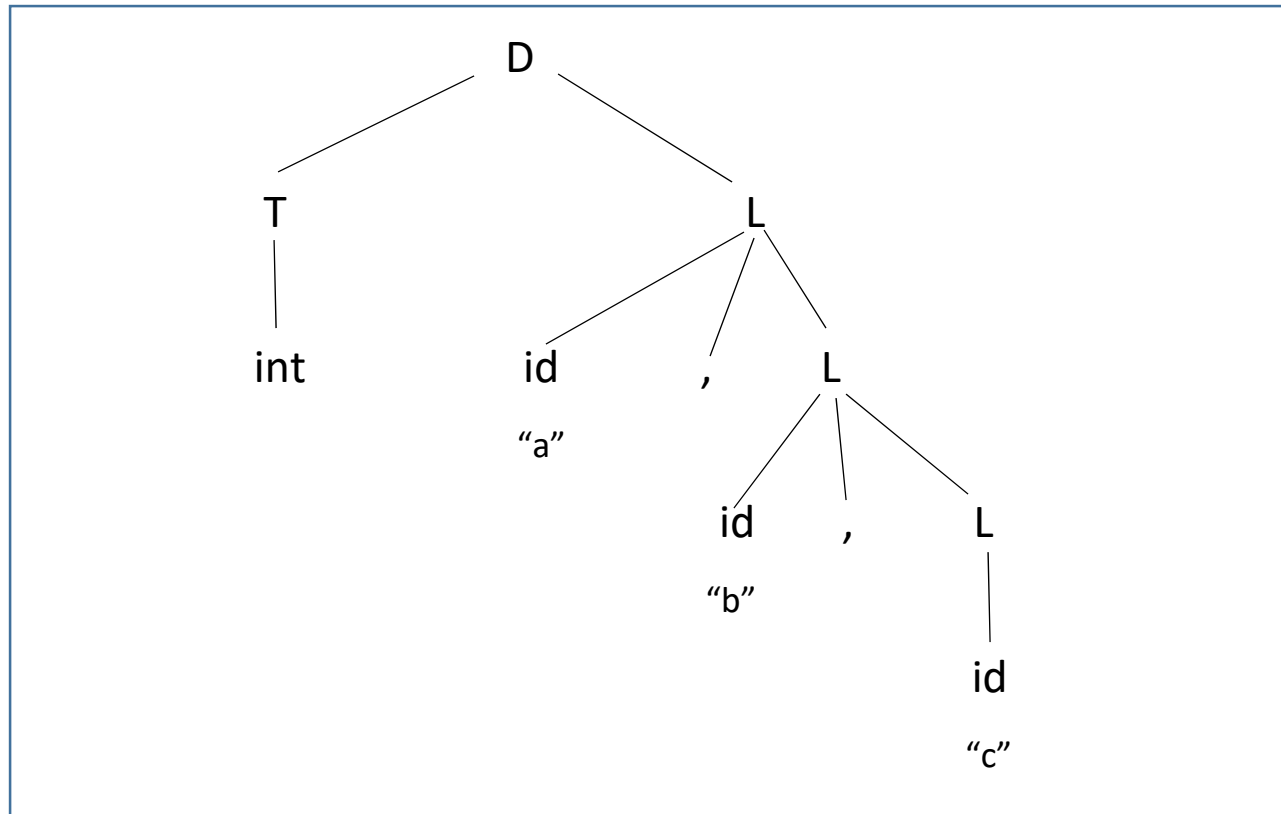 D
T L
int id , L
“a”
id , L
“b”
id
“c”